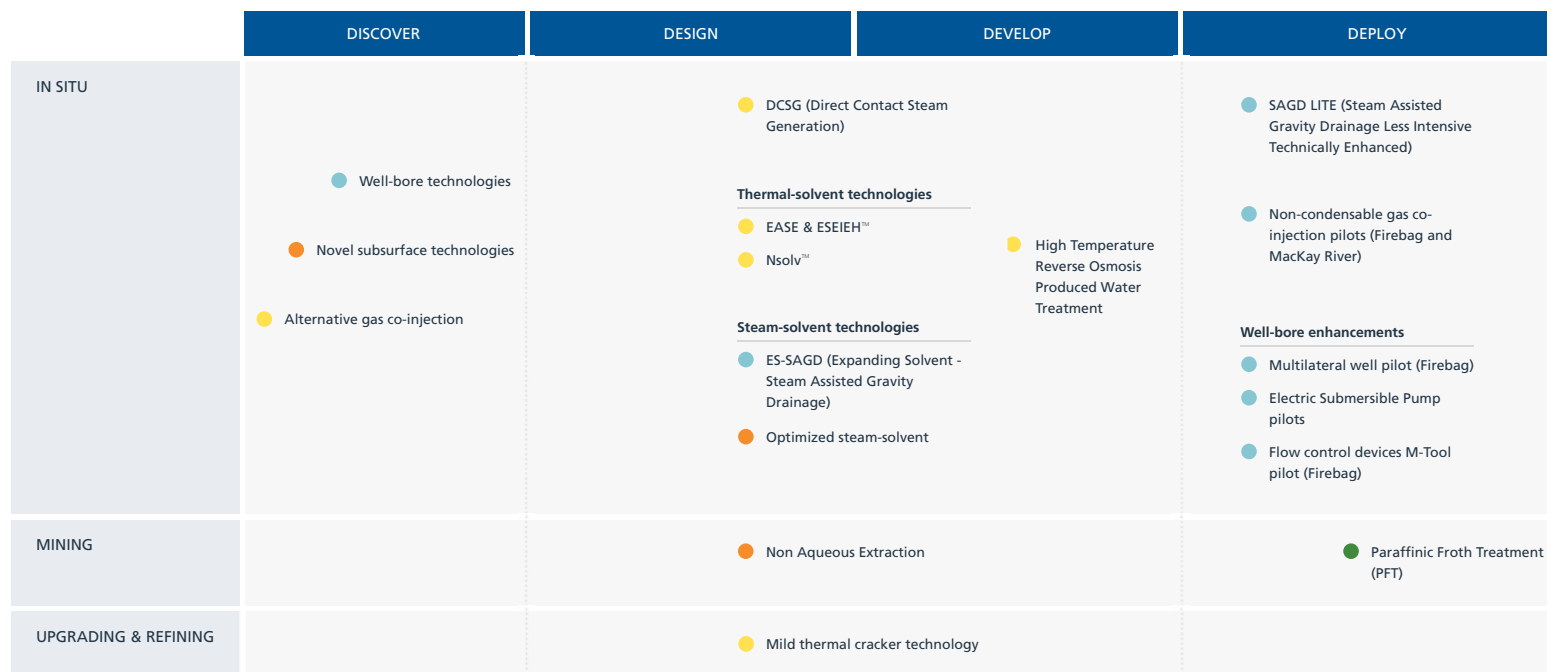 DISCOVER
DESIGN
DEVELOP
DEPLOY
IN SITU
Well-bore technologies
Novel subsurface technologies
Alternative gas co-injection
DCSG (Direct Contact Steam
Generation)
Thermal-solvent technologies
EASE & ESEIEH™
Nsolv™
Steam-solvent technologies
ES-SAGD (Expanding Solvent -
Steam Assisted Gravity
Drainage)
Optimized steam-solvent
High Temperature
Reverse Osmosis
Produced Water
Treatment
SAGD LITE (Steam Assisted
Gravity Drainage Less Intensive
Technically Enhanced)
Non-condensable gas co-
injection pilots (Firebag and
MacKay River)
Well-bore enhancements
Multilateral well pilot (Firebag)
Electric Submersible Pump
pilots
Flow control devices M-Tool
pilot (Firebag)
MINING
Non Aqueous Extraction
Paraffinic Froth Treatment
(PFT)
UPGRADING & REFINING
Mild thermal cracker technology